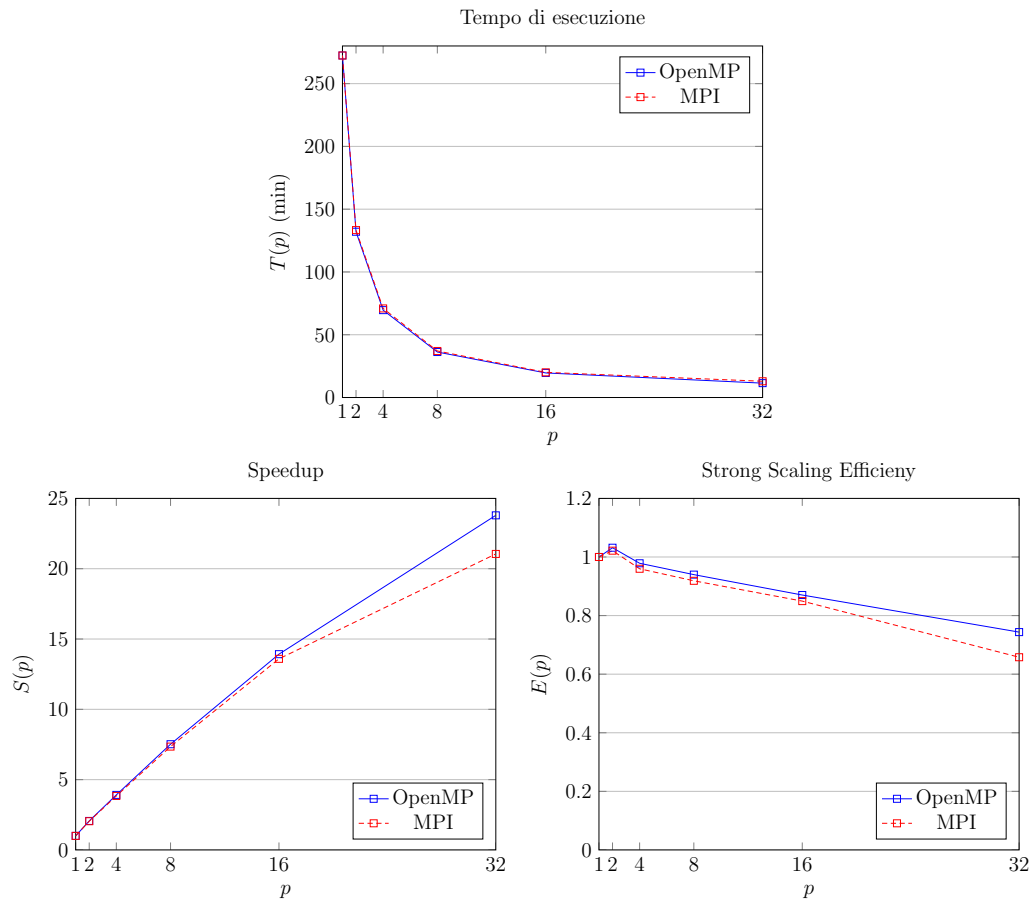 Tempo di esecuzione
250
200
150
100
50
0
T(p) (min)
OpenMP
MPI
1 2 4 8 16 32
p
Speedup
25
20
15
10
5
0
S(p)
OpenMP
MPI
1 2 4 8 16 32
p
Strong Scaling Efficieny
1.2
1
0.8
0.6
0.4
0.2
0
E(p)
OpenMP
MPI
1 2 4 8 16 32
p